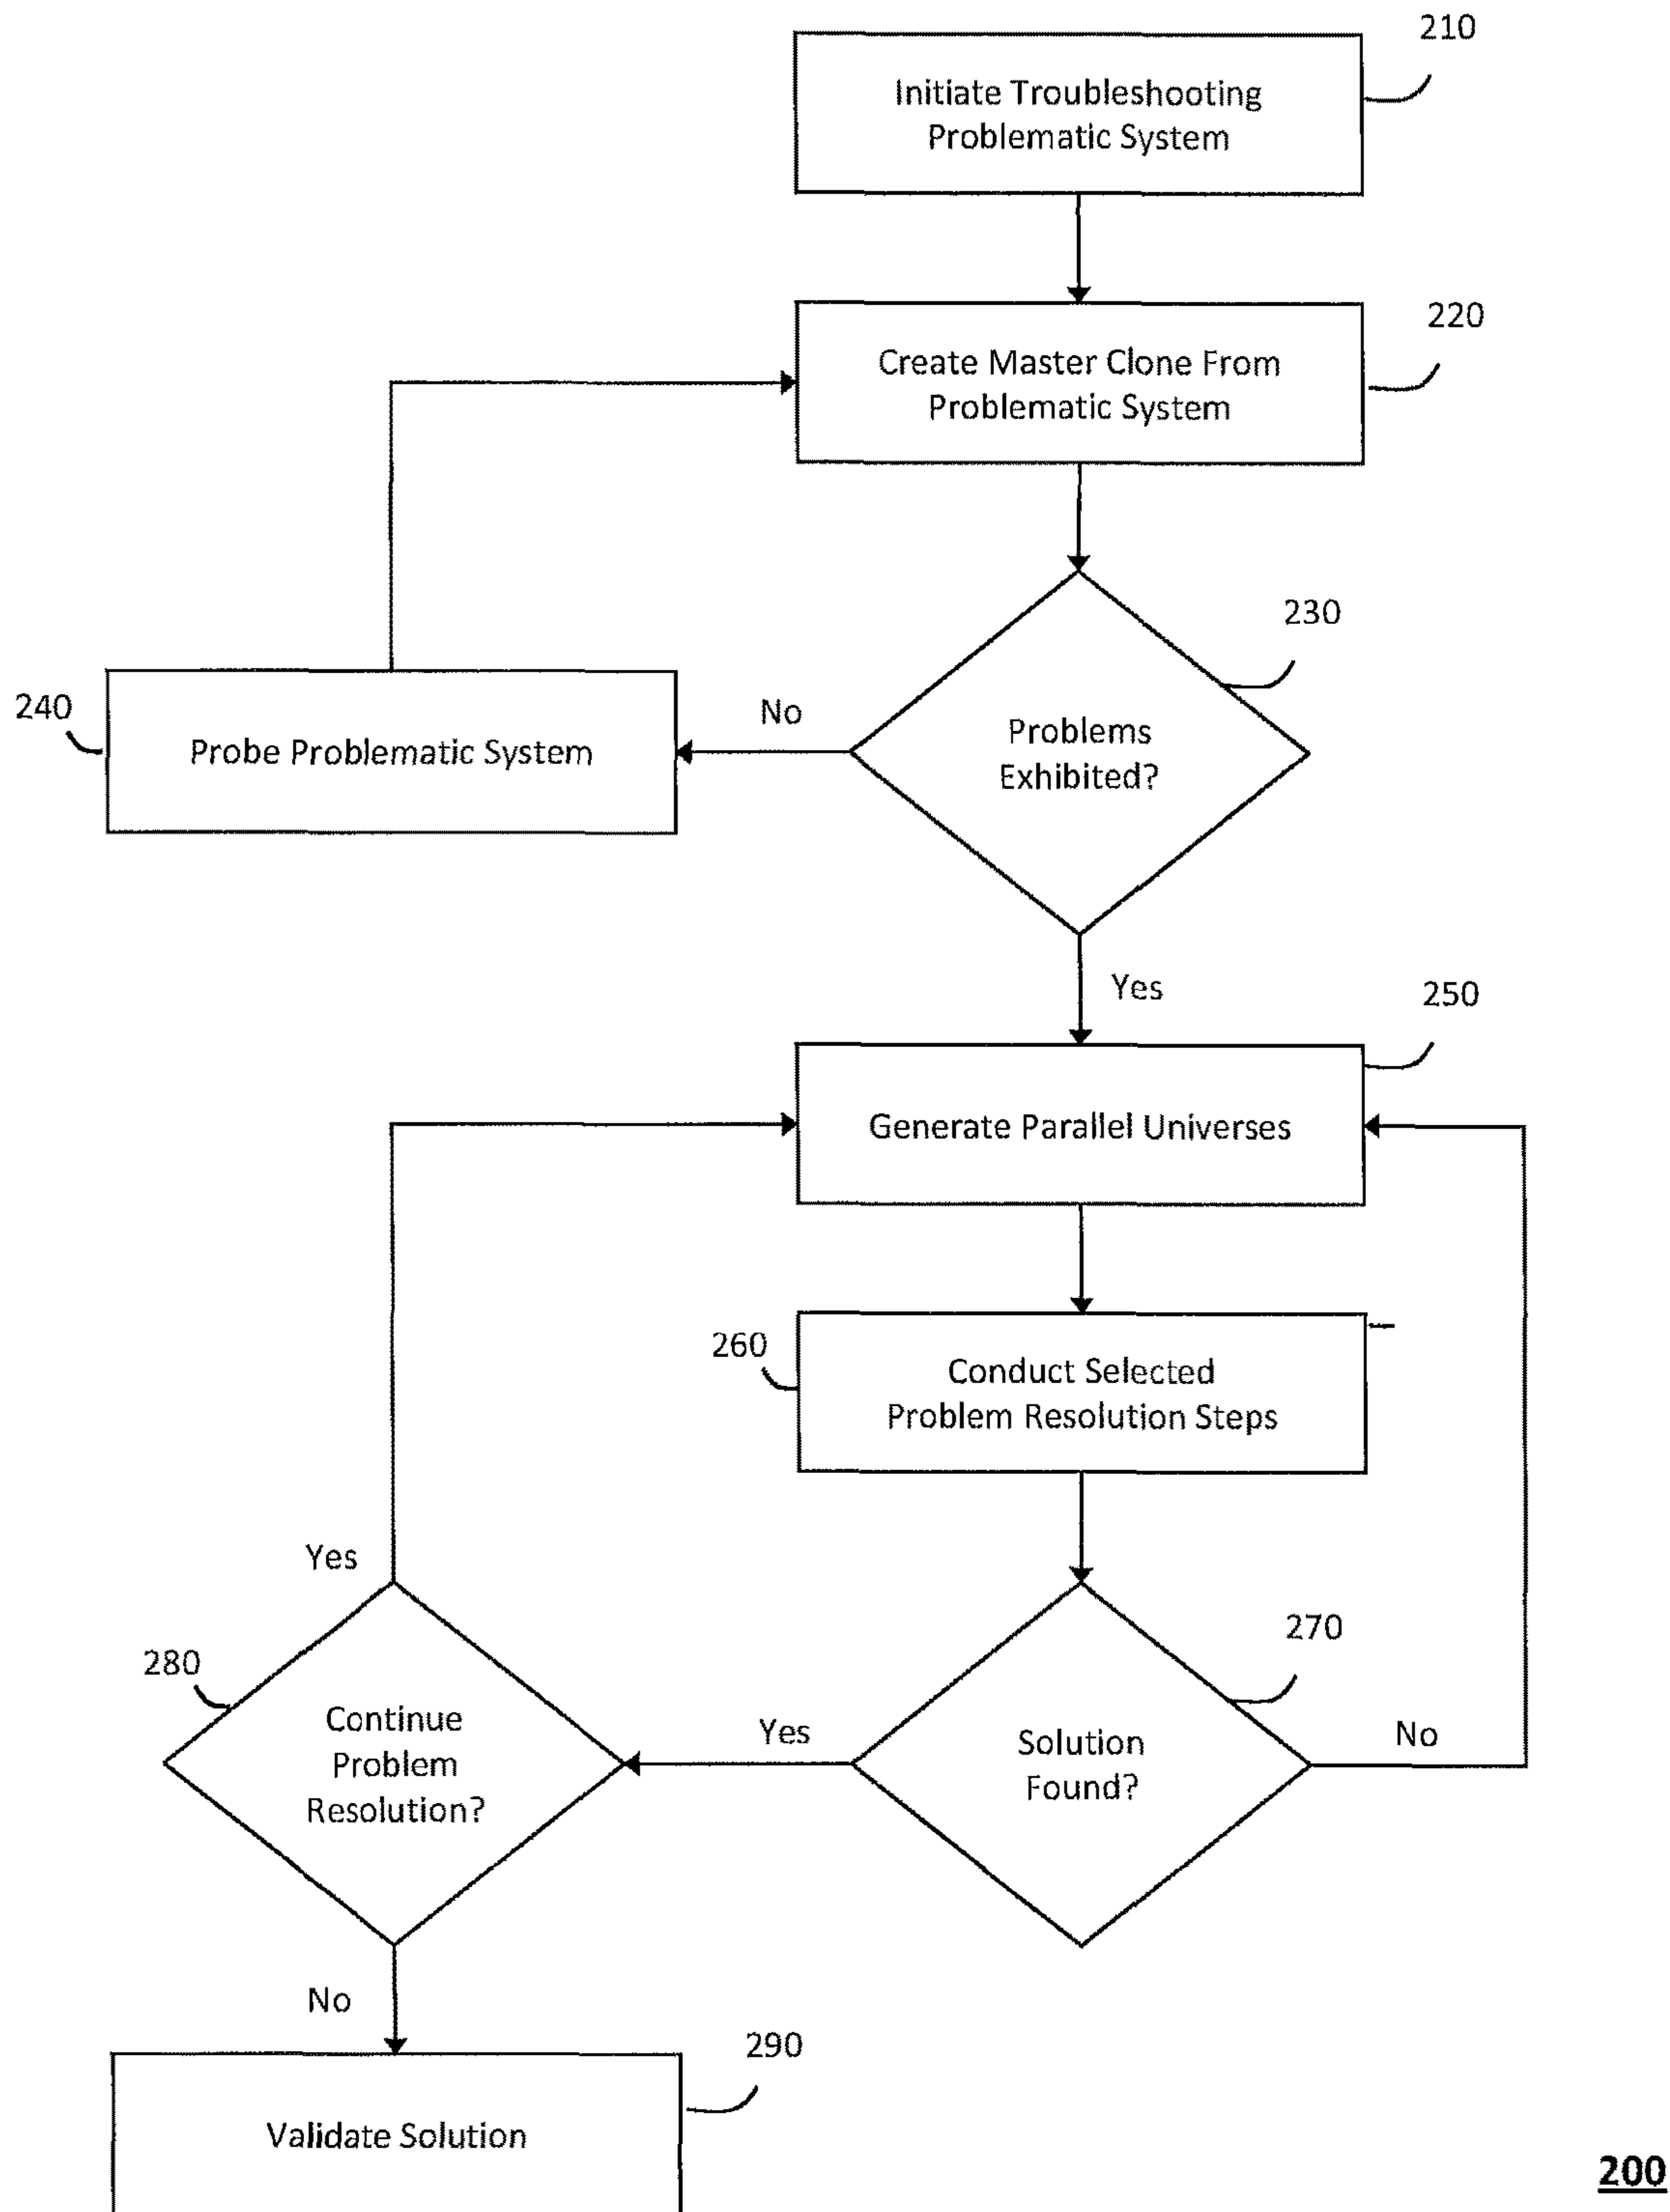 210
Initiate Troubleshooting
Problematic System
220
Create Master Clone From
Problematic System
230
Problems
Exhibited?
No
240
Probe Problematic System
Yes
250
Generate Parallel Universes
260
Conduct Selected
Problem Resolution Steps
270
Solution
Found?
No
Yes
280
Continue
Problem
Resolution?
Yes
No
290
Validate Solution
200